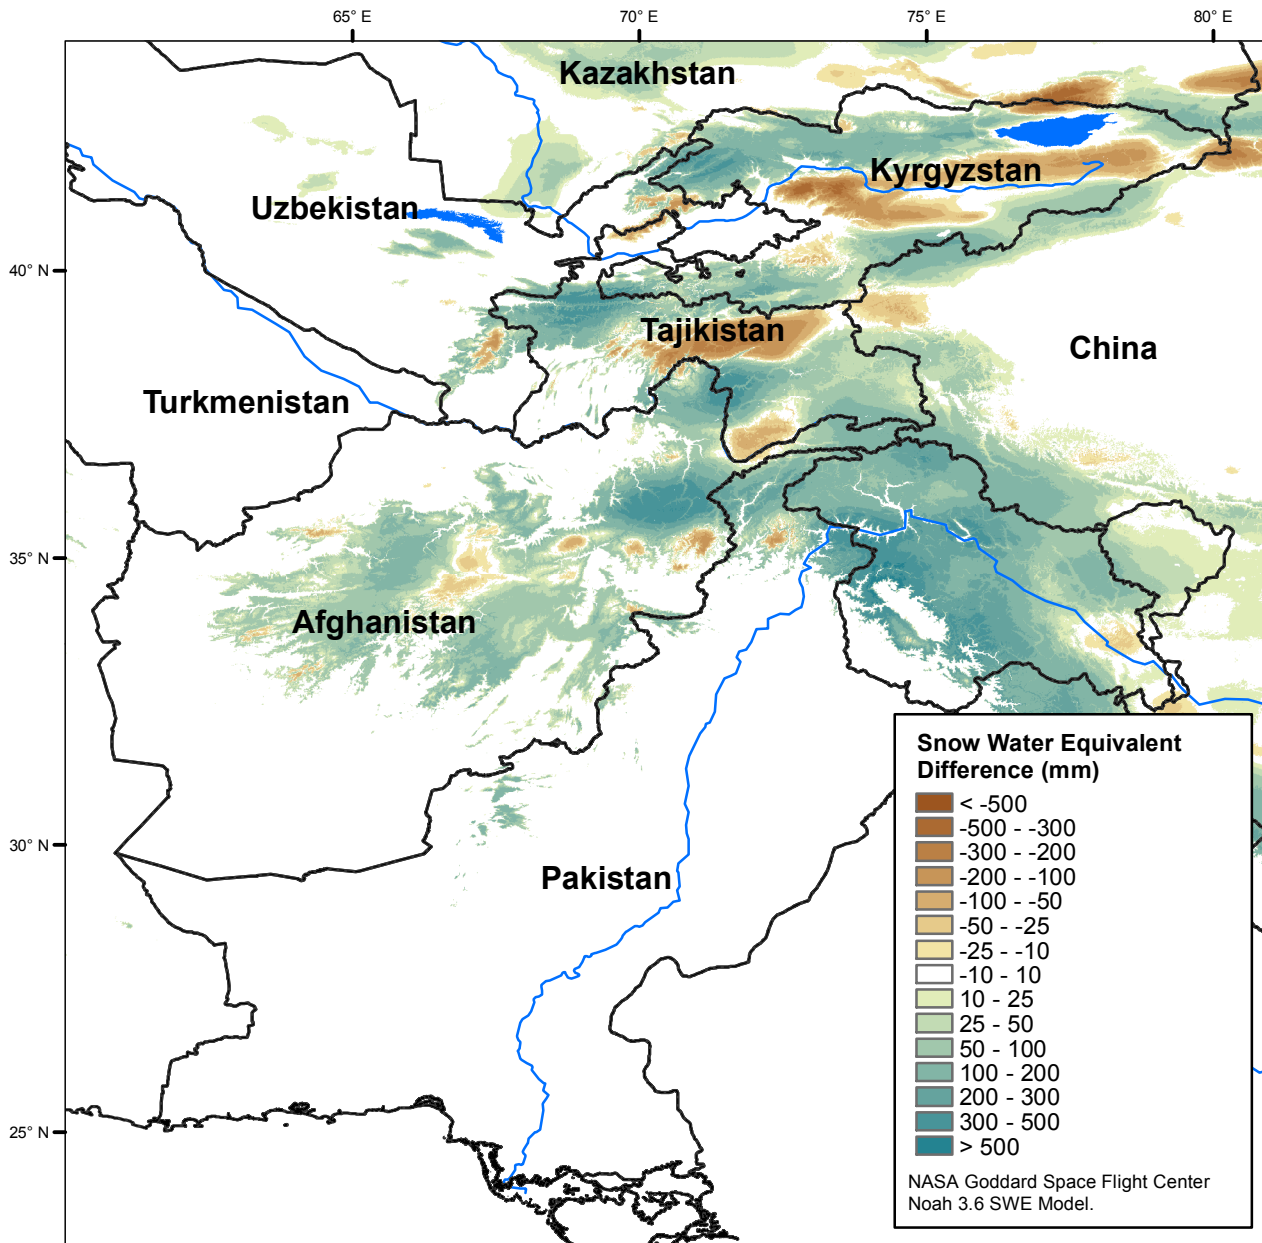 65° E
70° E
75° E
80° E
Kazakhstan
Kyrgyzstan
Uzbekistan
40° N
Tajikistan
China
Turkmenistan
35° N
Afghanistan
Snow Water Equivalent
Difference (mm)
< -500
-500 - -300
-300 - -200
-200 - -100
-100 - -50
-50 - -25
-25 - -10
-10 - 10
10 - 25
25 - 50
50 - 100
100 - 200
200 - 300
300 - 500
> 500
NASA Goddard Space Flight Center
Noah 3.6 SWE Model.
30° N
Pakistan
25° N